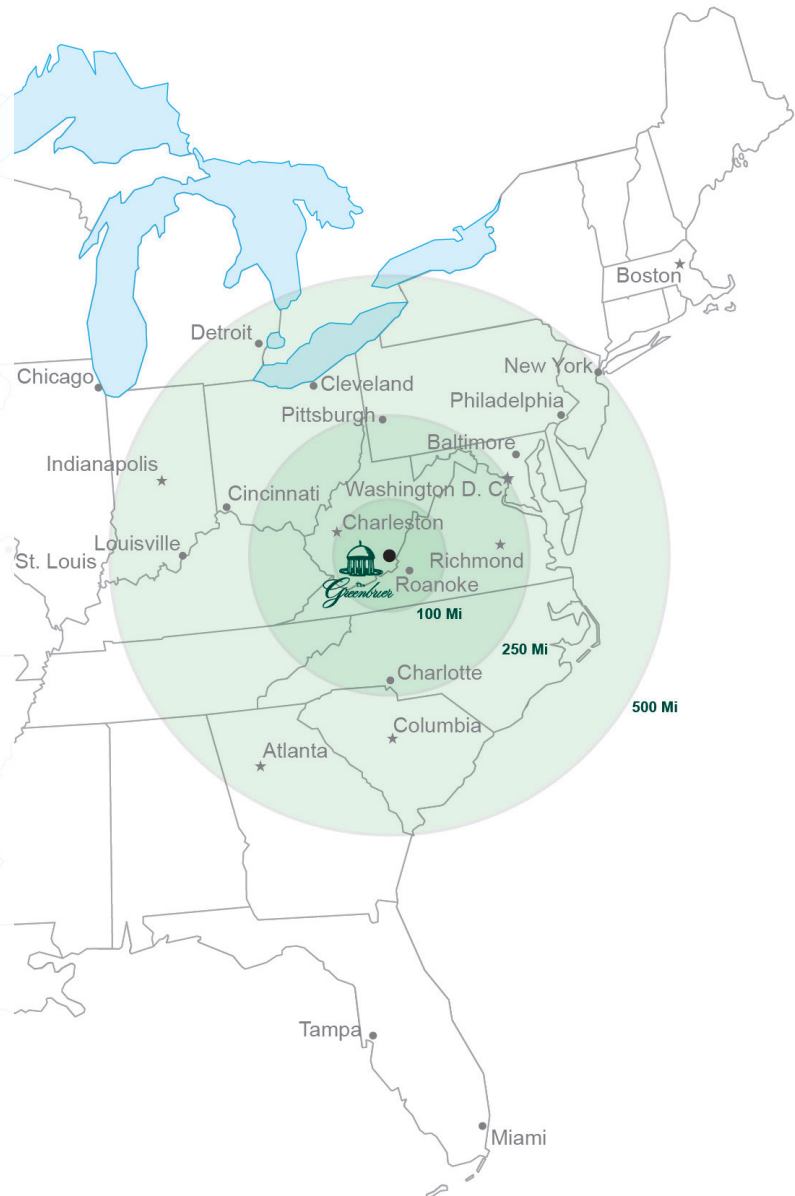 Boston
Detroit
New York
Chicago
Cleveland
Philadelphia
Pittsburgh
Baltimore
Indianapolis
Washington D. C.
Cincinnati
Charleston
Louisville
Richmond
St. Louis
Roanoke
The
Greenbrier
100 Mi
250 Mi
Charlotte
500 Mi
Columbia
Atlanta
Tampa
Miami